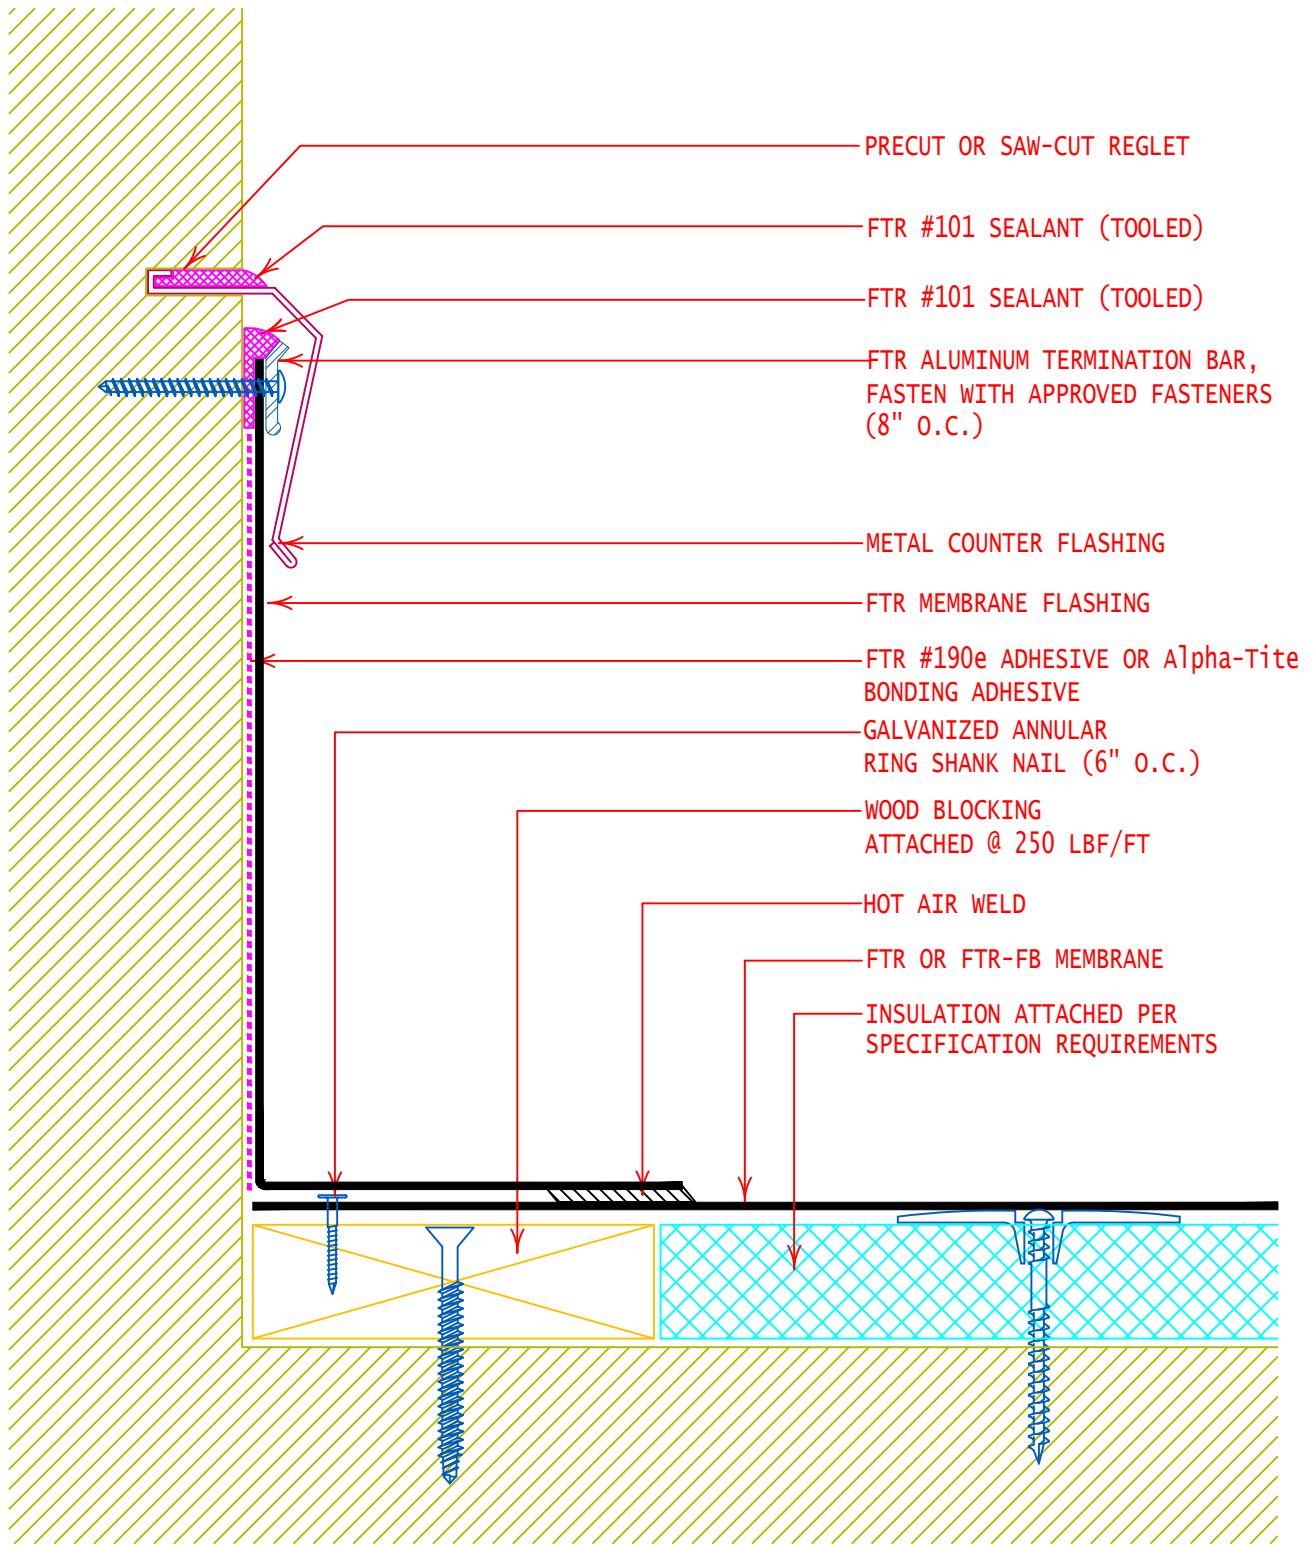 PRECUT OR SAW-CUT REGLET
FTR #101 SEALANT (TOOLED)
FTR #101 SEALANT (TOOLED)
FTR ALUMINUM TERMINATION BAR,
FASTEN WITH APPROVED FASTENERS
(8" O.C.)
METAL COUNTER FLASHING
FTR MEMBRANE FLASHING
FTR #190e ADHESIVE OR Alpha-Tite
BONDING ADHESIVE
GALVANIZED ANNULAR
RING SHANK NAIL (6" O.C.)
WOOD BLOCKING
ATTACHED @ 250 LBF/FT
HOT AIR WELD
FTR OR FTR-FB MEMBRANE
INSULATION ATTACHED PER
SPECIFICATION REQUIREMENTS